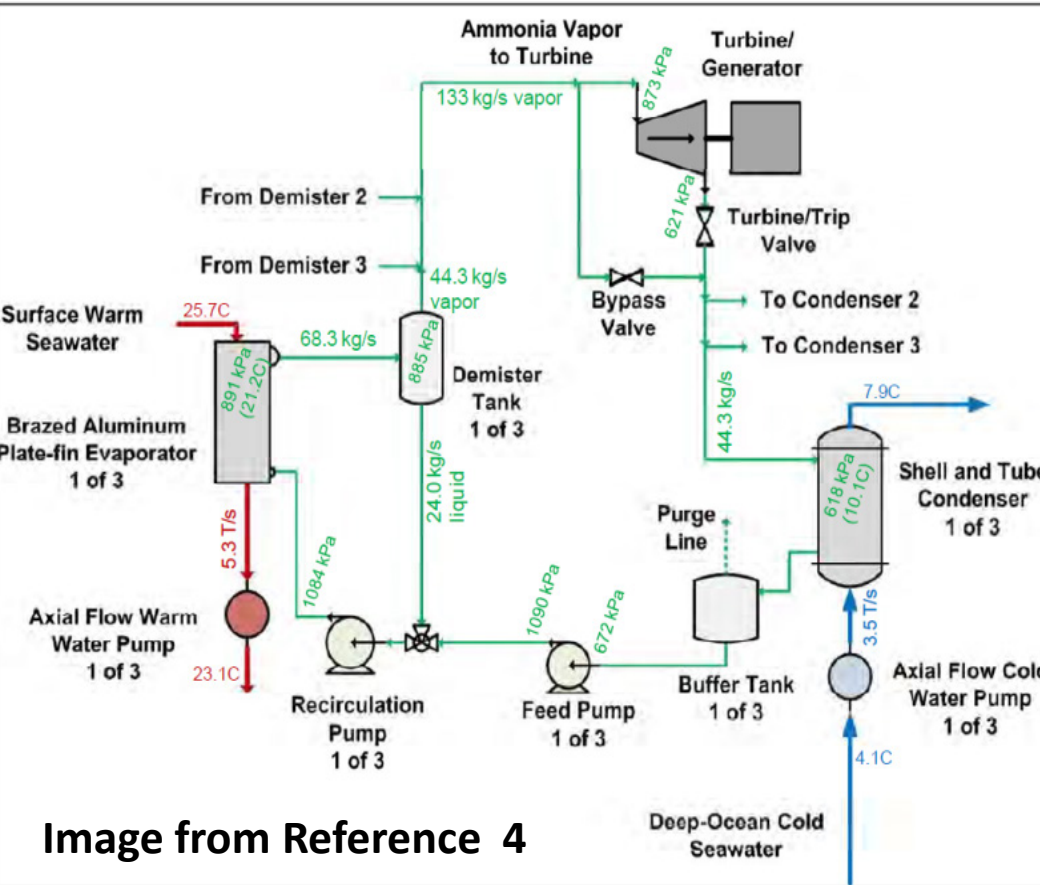 Ammonia Vapor
to Turbine
Turbine/
Generator
133 kg/s vapor
873 kPa
From Demister 2
621 kPa
Turbine/Trip
Valve
From Demister 3
44.3 kg/s
vapor
Bypass
Valve
To Condenser 2
To Condenser 3
Surface Warm
Seawater
25.7C
68.3 kg/s
885 kPa
891 kPa
(21.2C)
Demister
Tank
1 of 3
Brazed Aluminum
Plate-fin Evaporator
1 of 3
24.0 kg/s
liquid
44.3 kg/s
7.9C
618 kPa
(10.1C)
Shell and Tube
Condenser
1 of 3
Purge
Line
5.3 T/s
1084 kPa
1090 kPa
672 kPa
3.5 T/s
Axial Flow Warm
Water Pump
1 of 3
23.1C
Recirculation
Pump
1 of 3
Feed Pump
1 of 3
Buffer Tank
1 of 3
Axial Flow Cold
Water Pump
1 of 3
4.1C
Deep-Ocean Cold
Seawater
Image from Reference 4